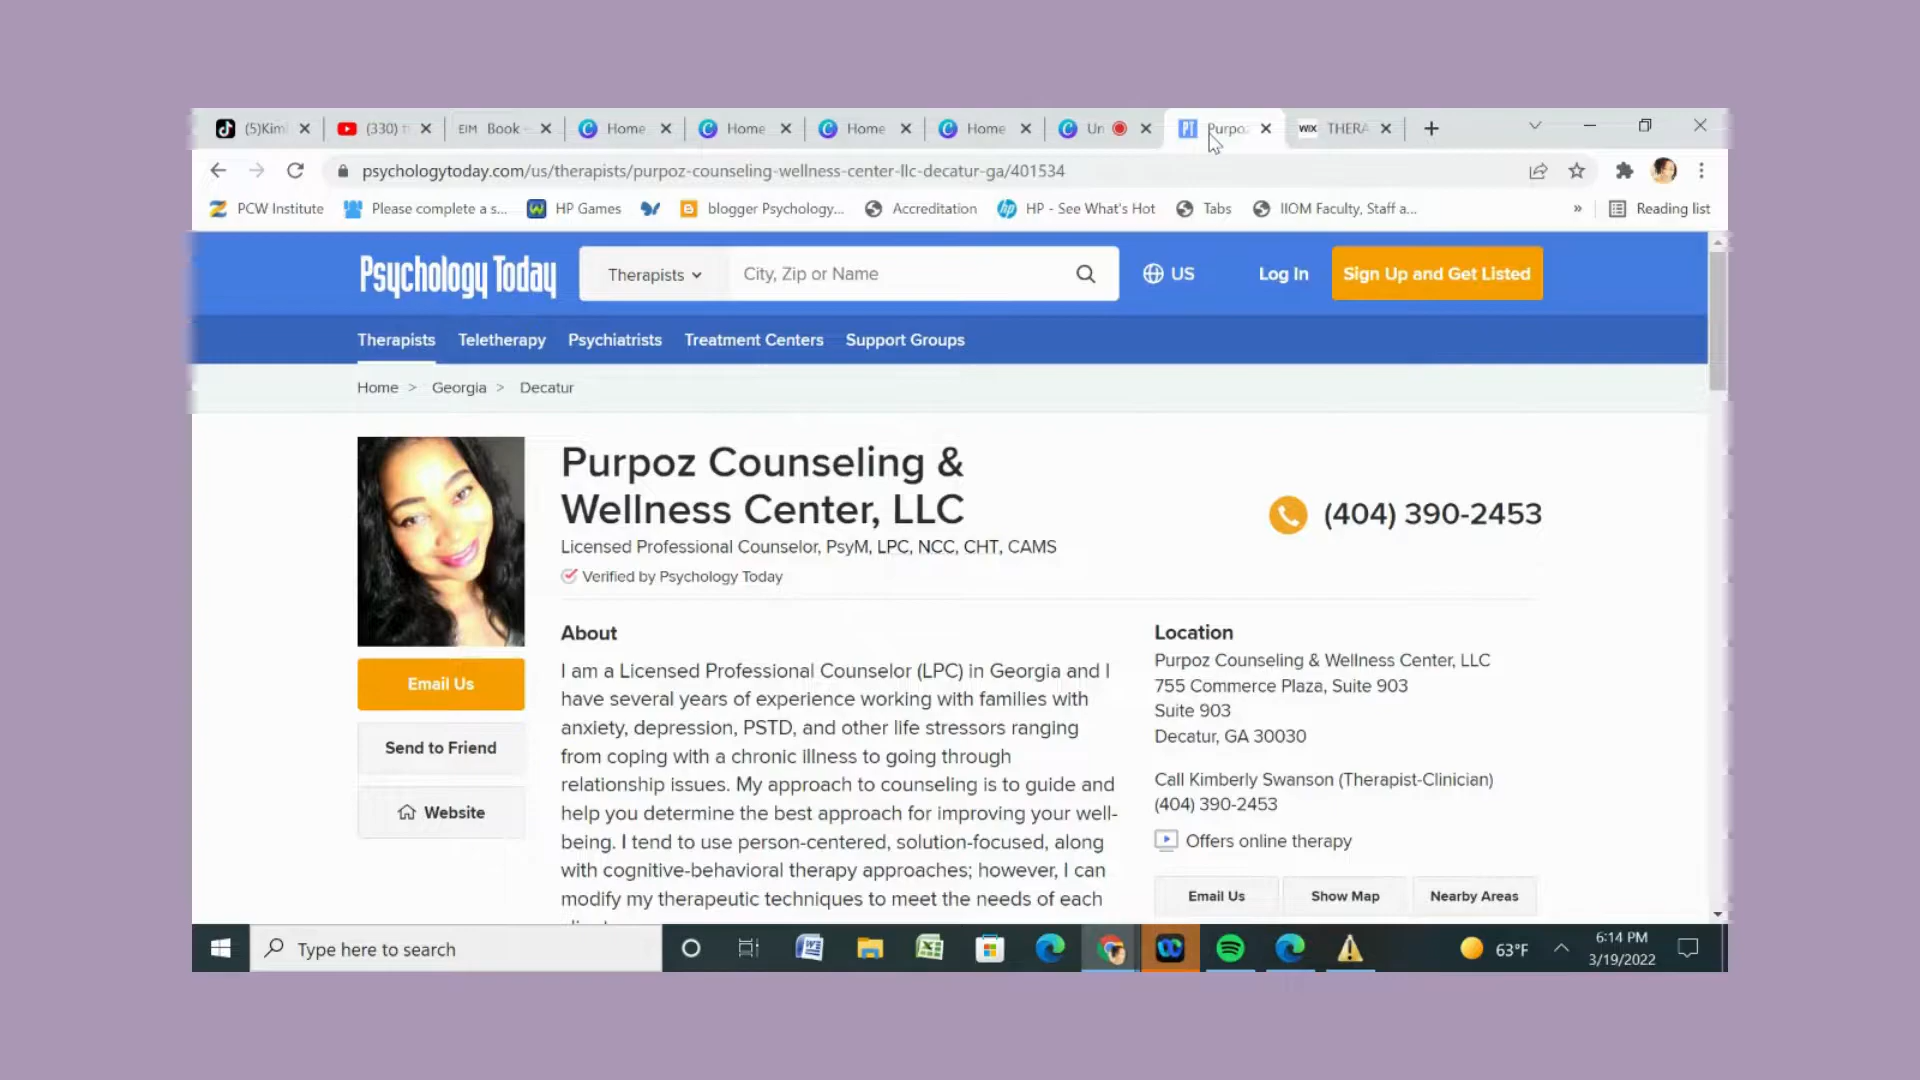 (5)Kim
(330) t
EIM Book -
Home
Home
Home
Home
Un
PT Purpoz
WIX THERA
psychologytoday.com/us/therapists/purpoz-counseling-wellness-center-llc-decatur-ga/401534
PCW Institute
Please complete a s...
HP Games
blogger Psychology...
Accreditation
HP - See What's Hot
Tabs
IIOM Faculty, Staff a...
»
Reading list
Psychology Today
Therapists
City, Zip or Name
US
Log In
Sign Up and Get Listed
Therapists
Teletherapy
Psychiatrists
Treatment Centers
Support Groups
Home > Georgia > Decatur
Purpoz Counseling &
Wellness Center, LLC
(404) 390-2453
Licensed Professional Counselor, PsyM, LPC, NCC, CHT, CAMS
Verified by Psychology Today
Email Us
Send to Friend
Website
About
I am a Licensed Professional Counselor (LPC) in Georgia and I
have several years of experience working with families with
anxiety, depression, PSTD, and other life stressors ranging
from coping with a chronic illness to going through
relationship issues. My approach to counseling is to guide and
help you determine the best approach for improving your well-
being. I tend to use person-centered, solution-focused, along
with cognitive-behavioral therapy approaches; however, I can
modify my therapeutic techniques to meet the needs of each
Location
Purpoz Counseling & Wellness Center, LLC
755 Commerce Plaza, Suite 903
Suite 903
Decatur, GA 30030
Call Kimberly Swanson (Therapist-Clinician)
(404) 390-2453
Offers online therapy
Email Us
Show Map
Nearby Areas
Type here to search
63°F
6:14 PM
3/19/2022